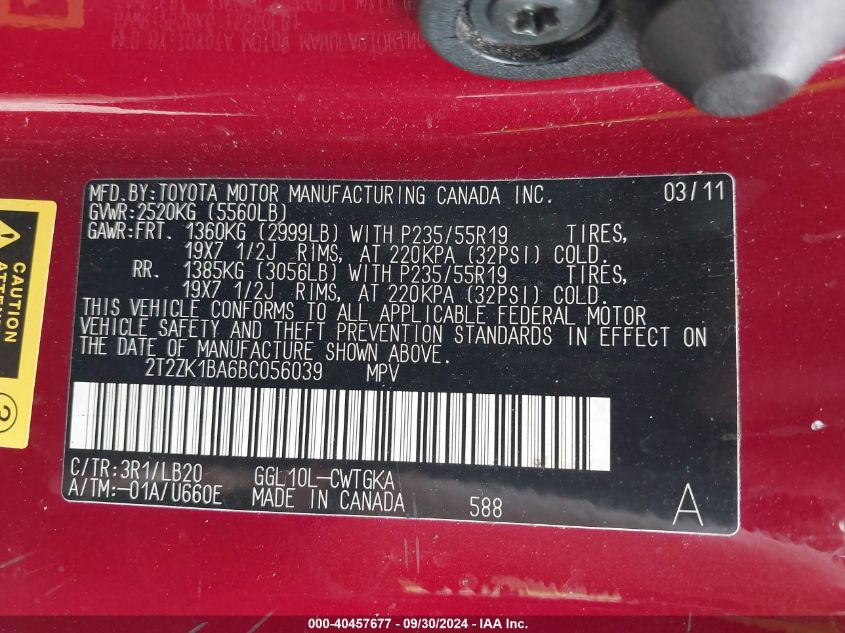 MFD.BY:TOYOTA MOTOR MANUFACTURING CANADA INC. 03/11
GVWR:2520KG (5560LB)
GAWR:FRT. 1360KG (2999LB) WITH P235/55R19 TIRES,
19X7 1/2J RIMS, AT 220KPA (32PSI) COLD.
RR. 1385KG (3056LB) WITH P235/55R19 TIRES,
19X7 1/2J RIMS, AT 220KPA (32PSI) COLD.
THIS VEHICLE CONFORMS TO ALL APPLICABLE FEDERAL MOTOR
VEHICLE SAFETY AND THEFT PREVENTION STANDARDS IN EFFECT ON
THE DATE OF MANUFACTURE SHOWN ABOVE.
2T2ZK1BA6BC056039 MPV
C/TR:3R1/LB20 GGL10L-CWTGKA
A/TM:-01A/U660E MADE IN CANADA 588 A
CAUTION
2
000-40457677 - 09/30/2024 - IAA Inc.